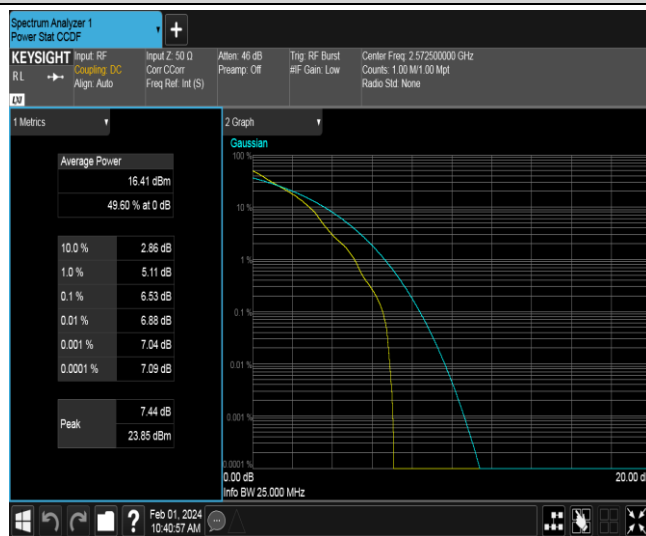 Spectrum Analyzer 1
Power Stat CCDF
+
KEYSIGHT
RL
LXI
Input: RF
Coupling: DC
Align: Auto
Input Z: 50 Ω
Corr CCorr
Freq Ref: Int (S)
Atten: 46 dB
Preamp: Off
Trig: RF Burst
#IF Gain: Low
Center Freq: 2.572500000 GHz
Counts: 1.00 M/1.00 Mpt
Radio Std: None
1 Metrics
Average Power
16.41 dBm
49.60 % at 0 dB
10.0 % 2.86 dB
1.0 % 5.11 dB
0.1 % 6.53 dB
0.01 % 6.88 dB
0.001 % 7.04 dB
0.0001 % 7.09 dB
Peak
7.44 dB
23.85 dBm
2 Graph
Gaussian
100 %
10 %
1 %
0.1 %
0.01 %
0.001 %
0.0001 %
0.00 dB
20.00 d
Info BW 25.000 MHz
?
Feb 01, 2024
10:40:57 AM